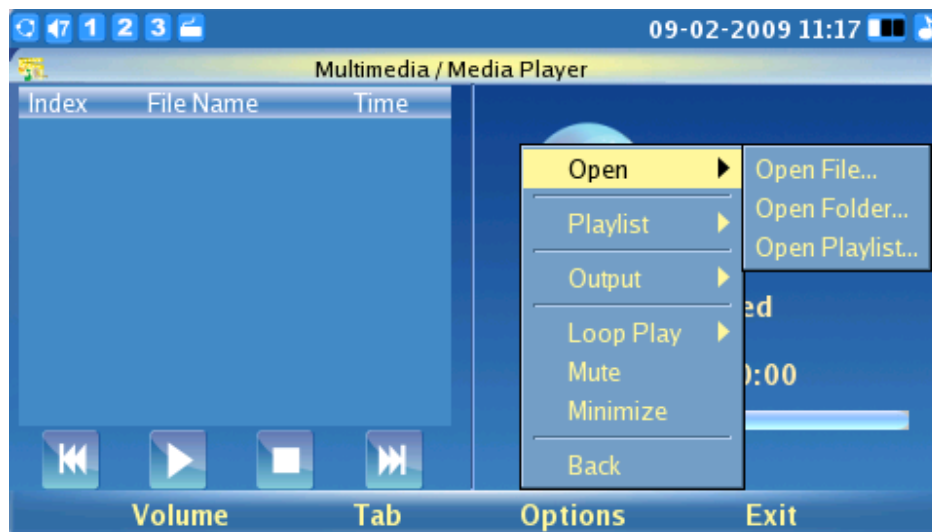 7 1 2 3 09-02-2009 11:17
Multimedia / Media Player
Index File Name Time
Open
Playlist
Output
Loop Play
Mute
Minimize
Back
Open File...
Open Folder...
Open Playlist...
ed
0:00
Volume Tab Options Exit